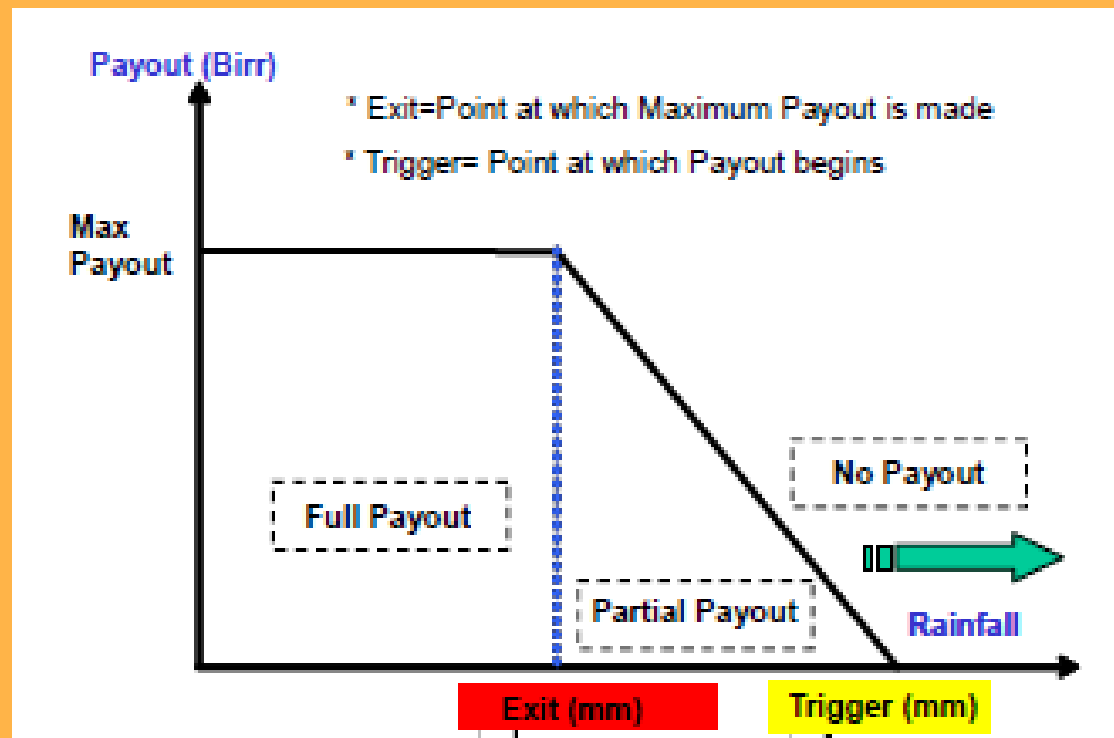 Payout (Birr)
* Exit=Point at which Maximum Payout is made
* Trigger= Point at which Payout begins
Max
Payout
No Payout
Full Payout
Partial Payout
Rainfall
Exit (mm)
Trigger (mm)